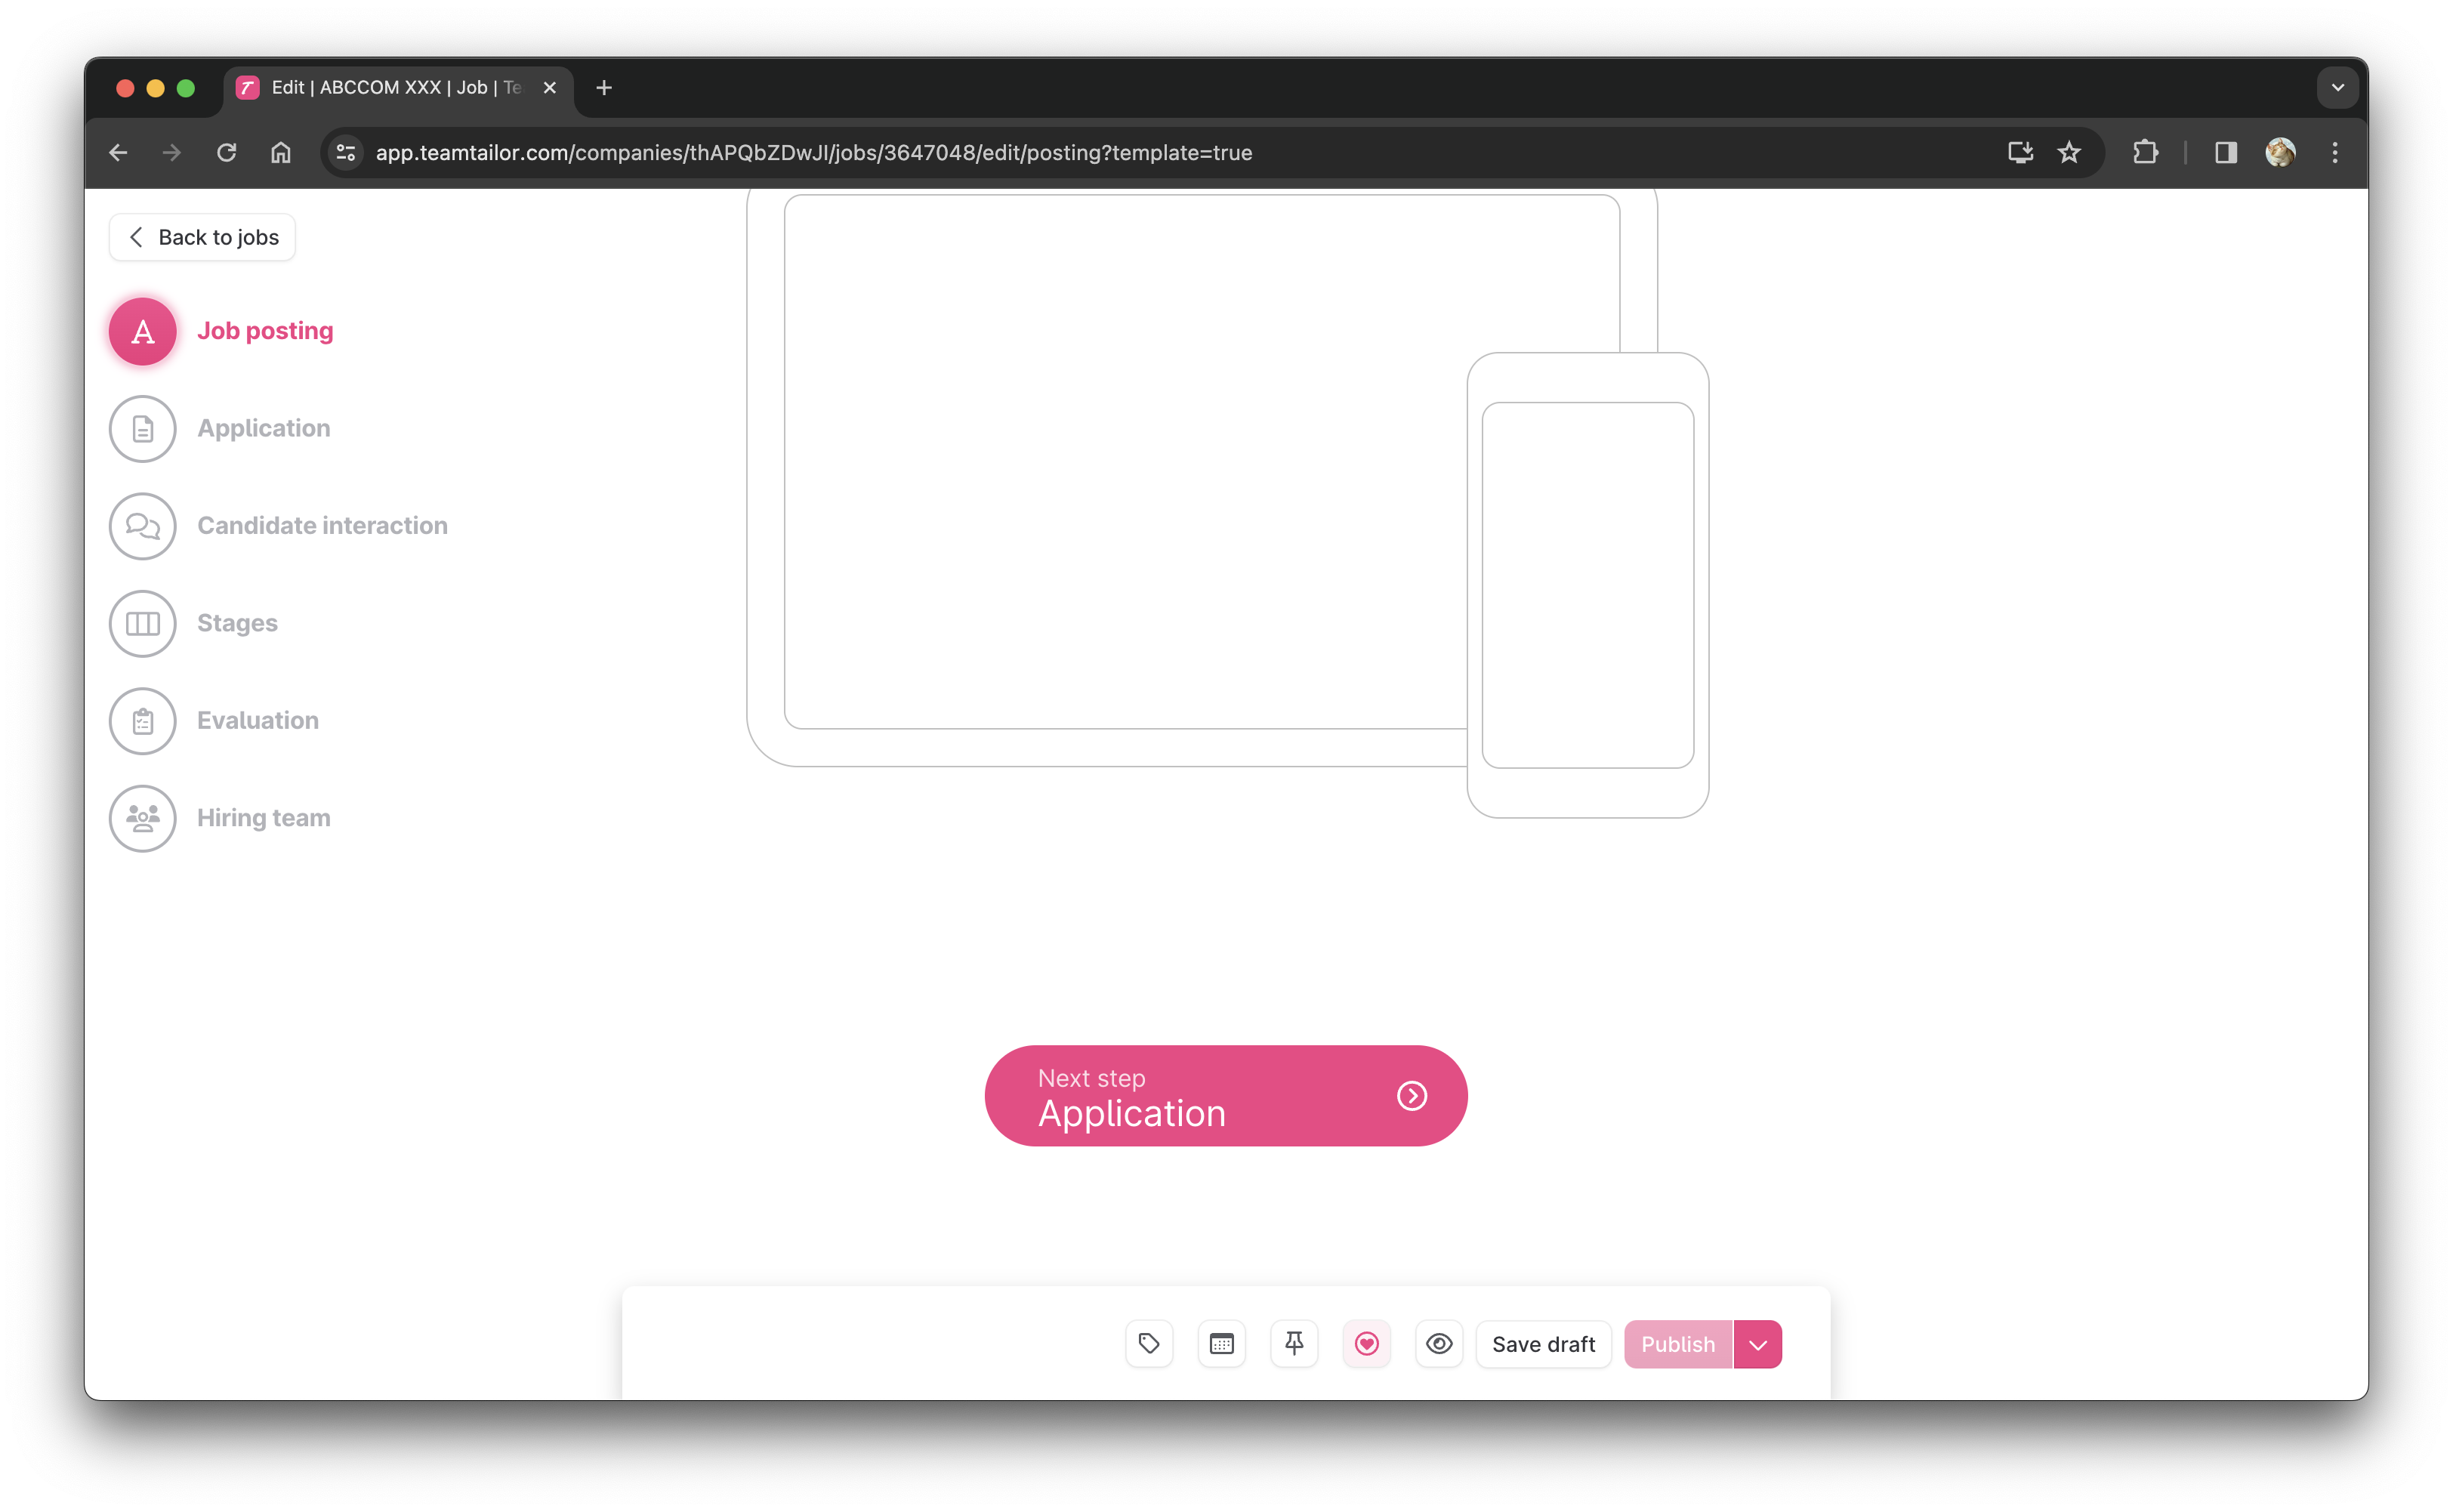 Edit | ABCCOM XXX | Job | Te
app.teamtailor.com/companies/thAPQbZDwJI/jobs/3647048/edit/posting?template=true
Back to jobs
Job posting
Application
Candidate interaction
Stages
Evaluation
Hiring team
Next step
Application
Save draft
Publish